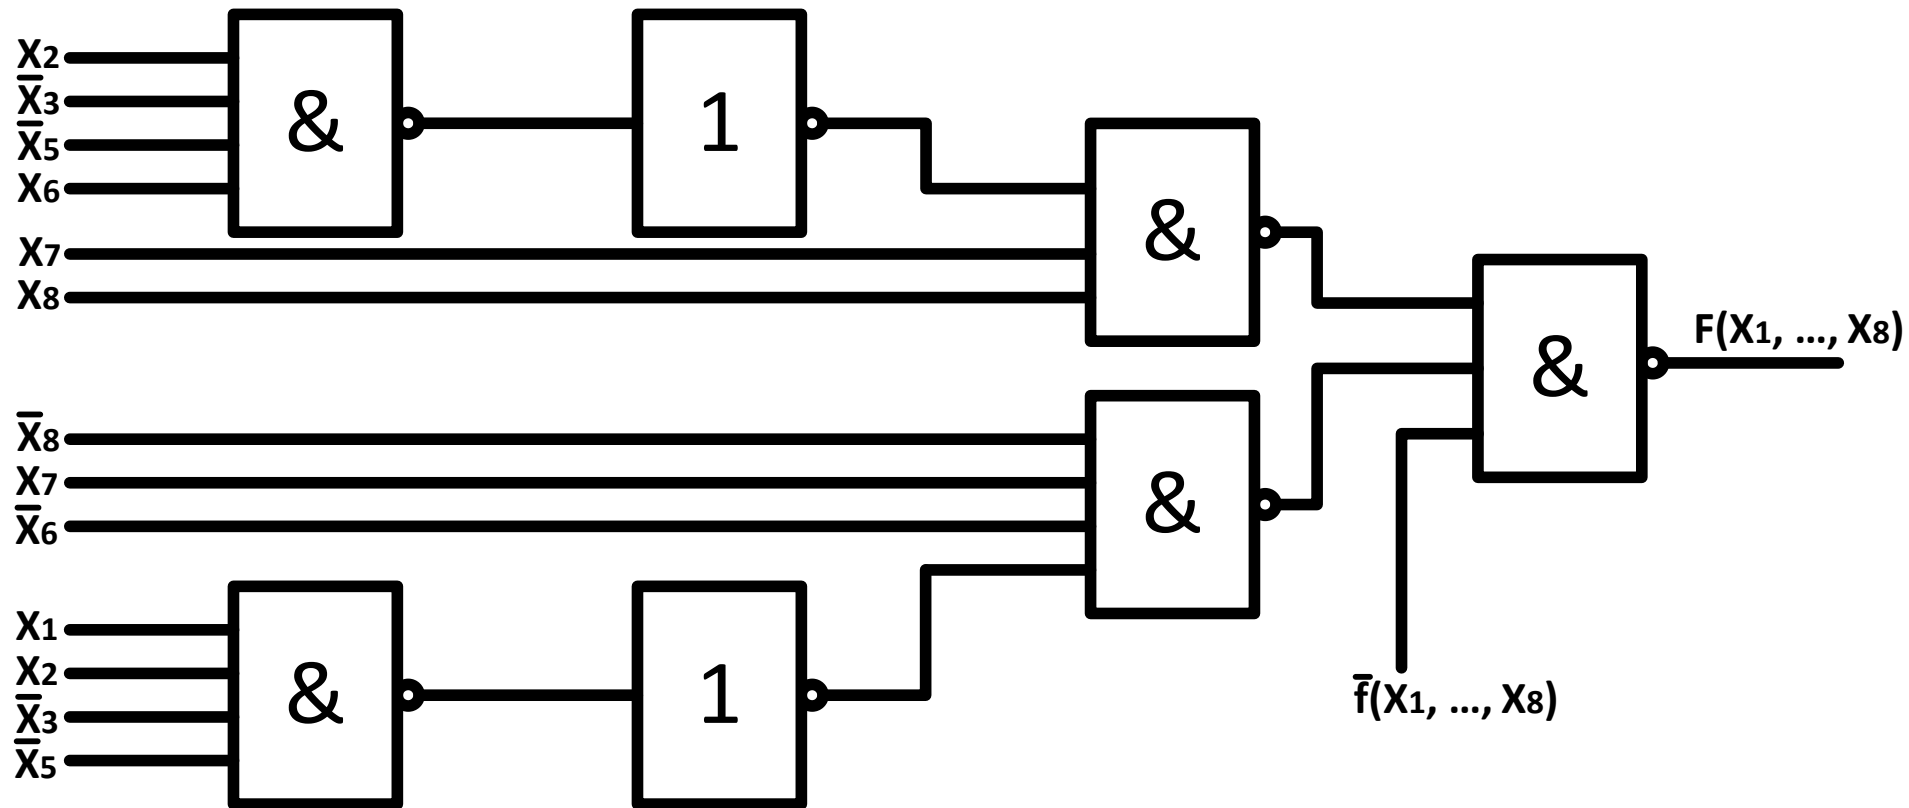 X2
X̅3
X̅5
X6
&
1
X7
X8
&
F(X1, ..., X8)
&
X̅8
X7
X̅6
&
X1
X2
X̅3
X̅5
&
1
f̅(X1, ..., X8)